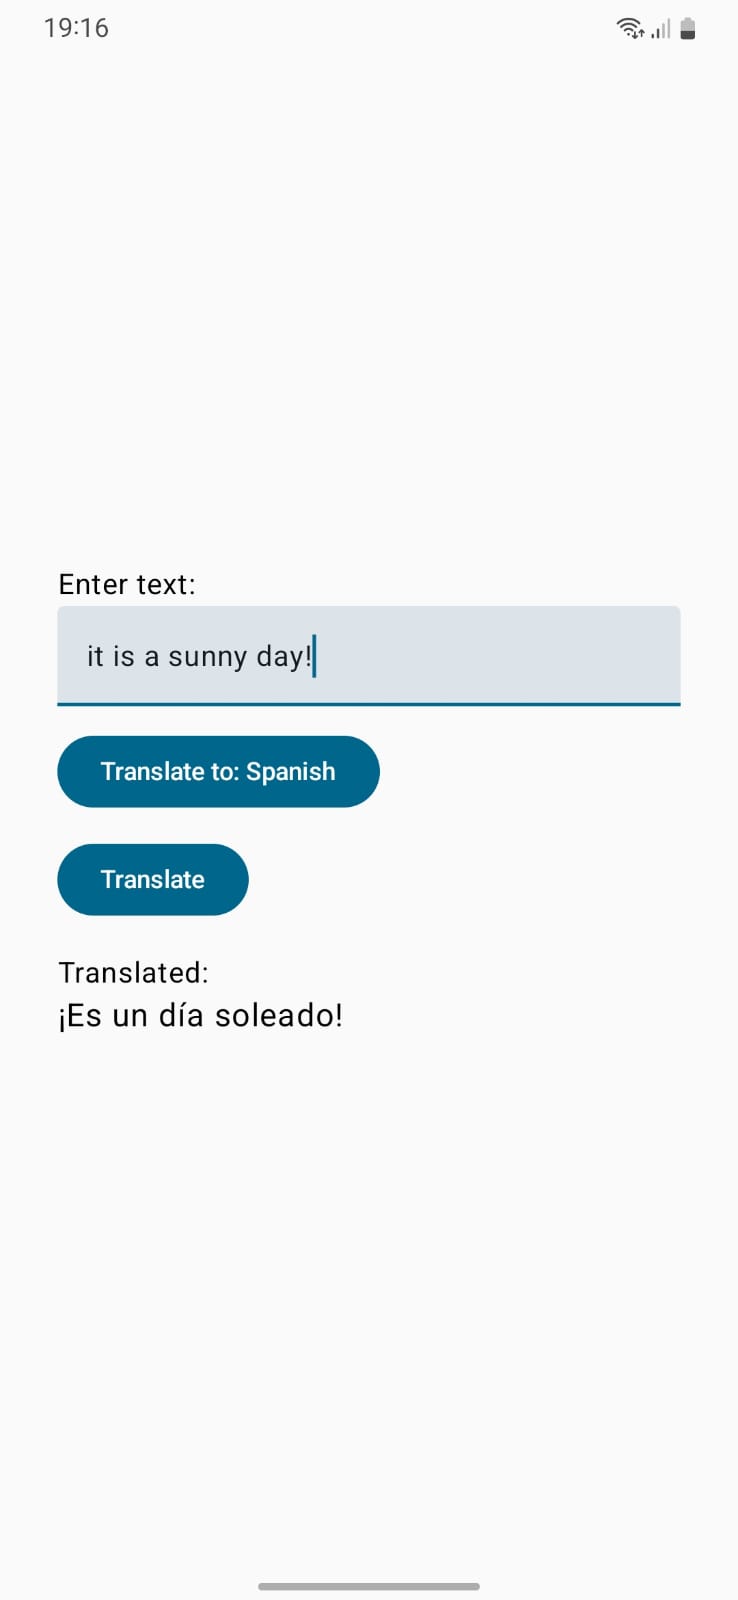 19:16
Enter text:
it is a sunny day!
Translate to: Spanish
Translate
Translated:
¡Es un día soleado!